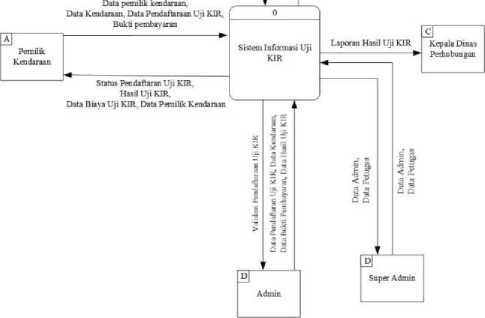 Data pemilik kendaraan,
Data Kendaraan, Data Pendaftaran Uji KIR,
Bukti pembayaran
A
Pemilik
Kendaraan
0
Sistem Informasi Uji
KIR
Laporan Hasil Uji KIR
C
Kepala Dinas
Perhubungan
Status Pendaftaran Uji KIR,
Hasil Uji KIR,
Data Biaya Uji KIR, Data Pemilik Kendaraan
Validasi Pendaftaraan Uji KIR
Data Pendaftaran Uji KIR, Data Kendaraan,
Data Bukti Pembayaran, Data Hasil Uji KIR
Data Admin,
Data Petugas
Data Admin,
Data Petugas
D
Admin
D
Super Admin